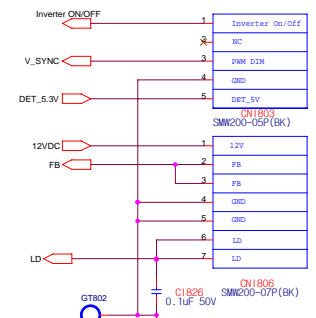 Inverter ON/OFF
1 Inverter On/Off
2 NC
V_SYNC 3 PWM DIM
4 GND
DET_5.3V 5 DET_5V
CN1803
SMW200-05P(BK)
12VDC 1 12V
FB 2 FB
3 FB
4 GND
5 GND
6 LD
LD 7 LD
C1826 CN1806
0.1uF 50V SMW200-07P(BK)
GT802